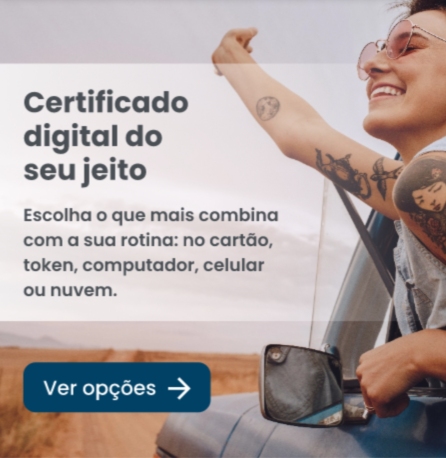 Certificado
digital do
seu jeito
Escolha o que mais combina
com a sua rotina: no cartão,
token, computador, celular
ou nuvem.
Ver opções →